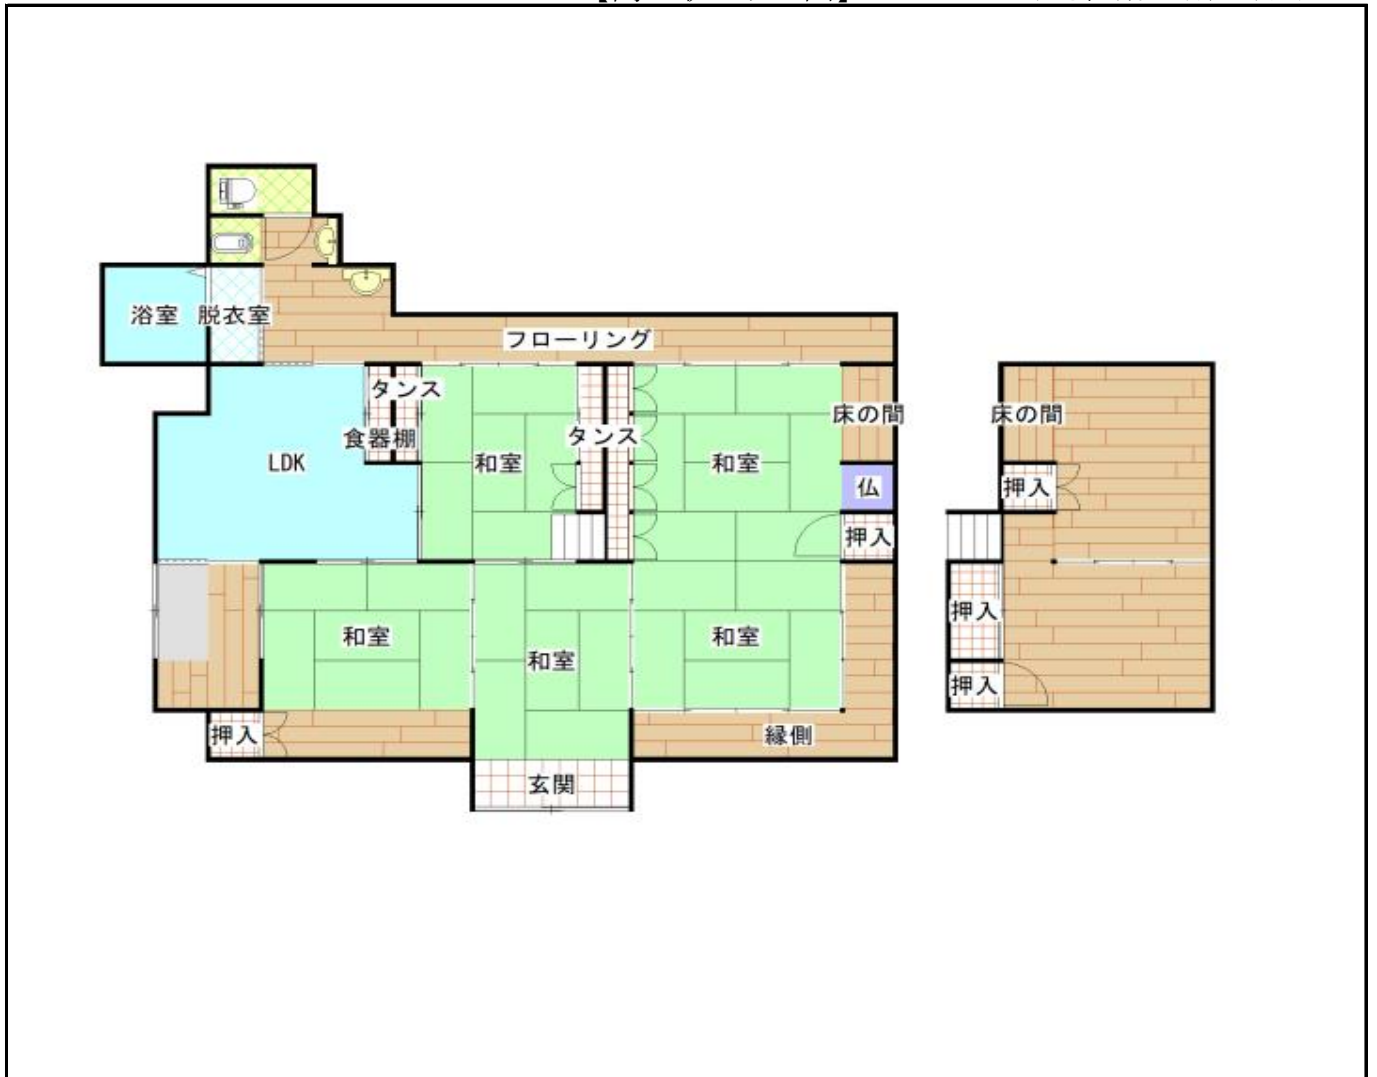 浴室
脱衣室
フローリング
タンス
食器棚
LDK
和室
タンス
和室
床の間
仏
押入
和室
和室
和室
押入
縁側
玄関
床の間
押入
押入
押入